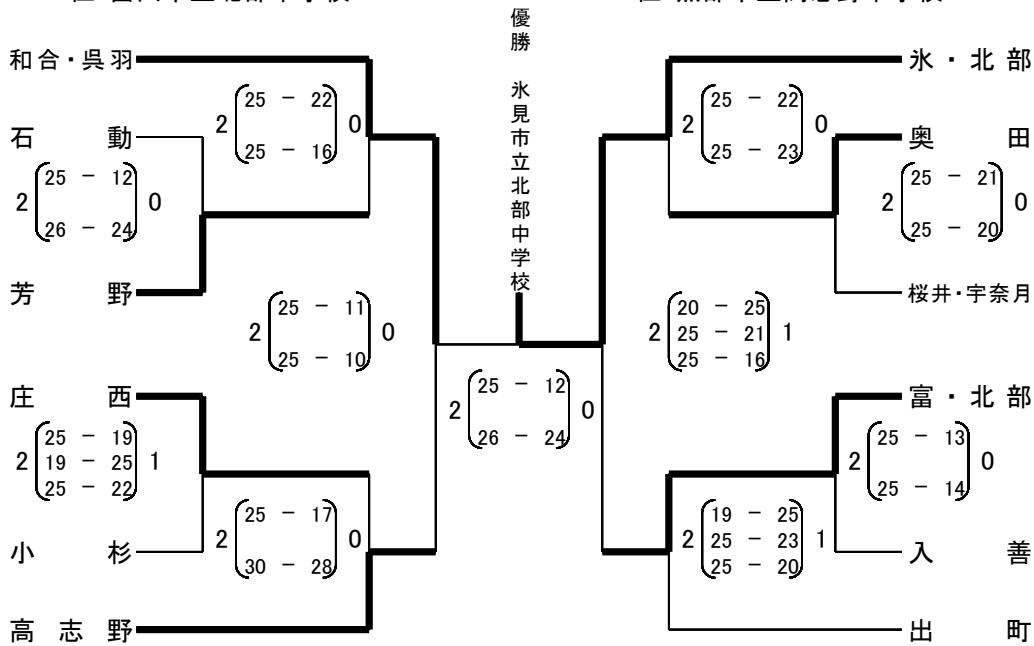 優勝 氷見市立北部中学校
和合・呉羽
2 25 - 22 0
25 - 16
石動
2 25 - 12 0
26 - 24
芳野
2 25 - 11 0
25 - 10
庄西
2 25 - 19 1
19 - 25
25 - 22
小杉
2 25 - 17 0
30 - 28
高志野
2 25 - 12 0
26 - 24
氷・北部
2 25 - 22 0
25 - 23
奥田
2 25 - 21 0
25 - 20
桜井・宇奈月
2 20 - 25 1
25 - 21
25 - 16
富・北部
2 25 - 13 0
25 - 14
入善
2 19 - 25 1
25 - 23
25 - 20
出町